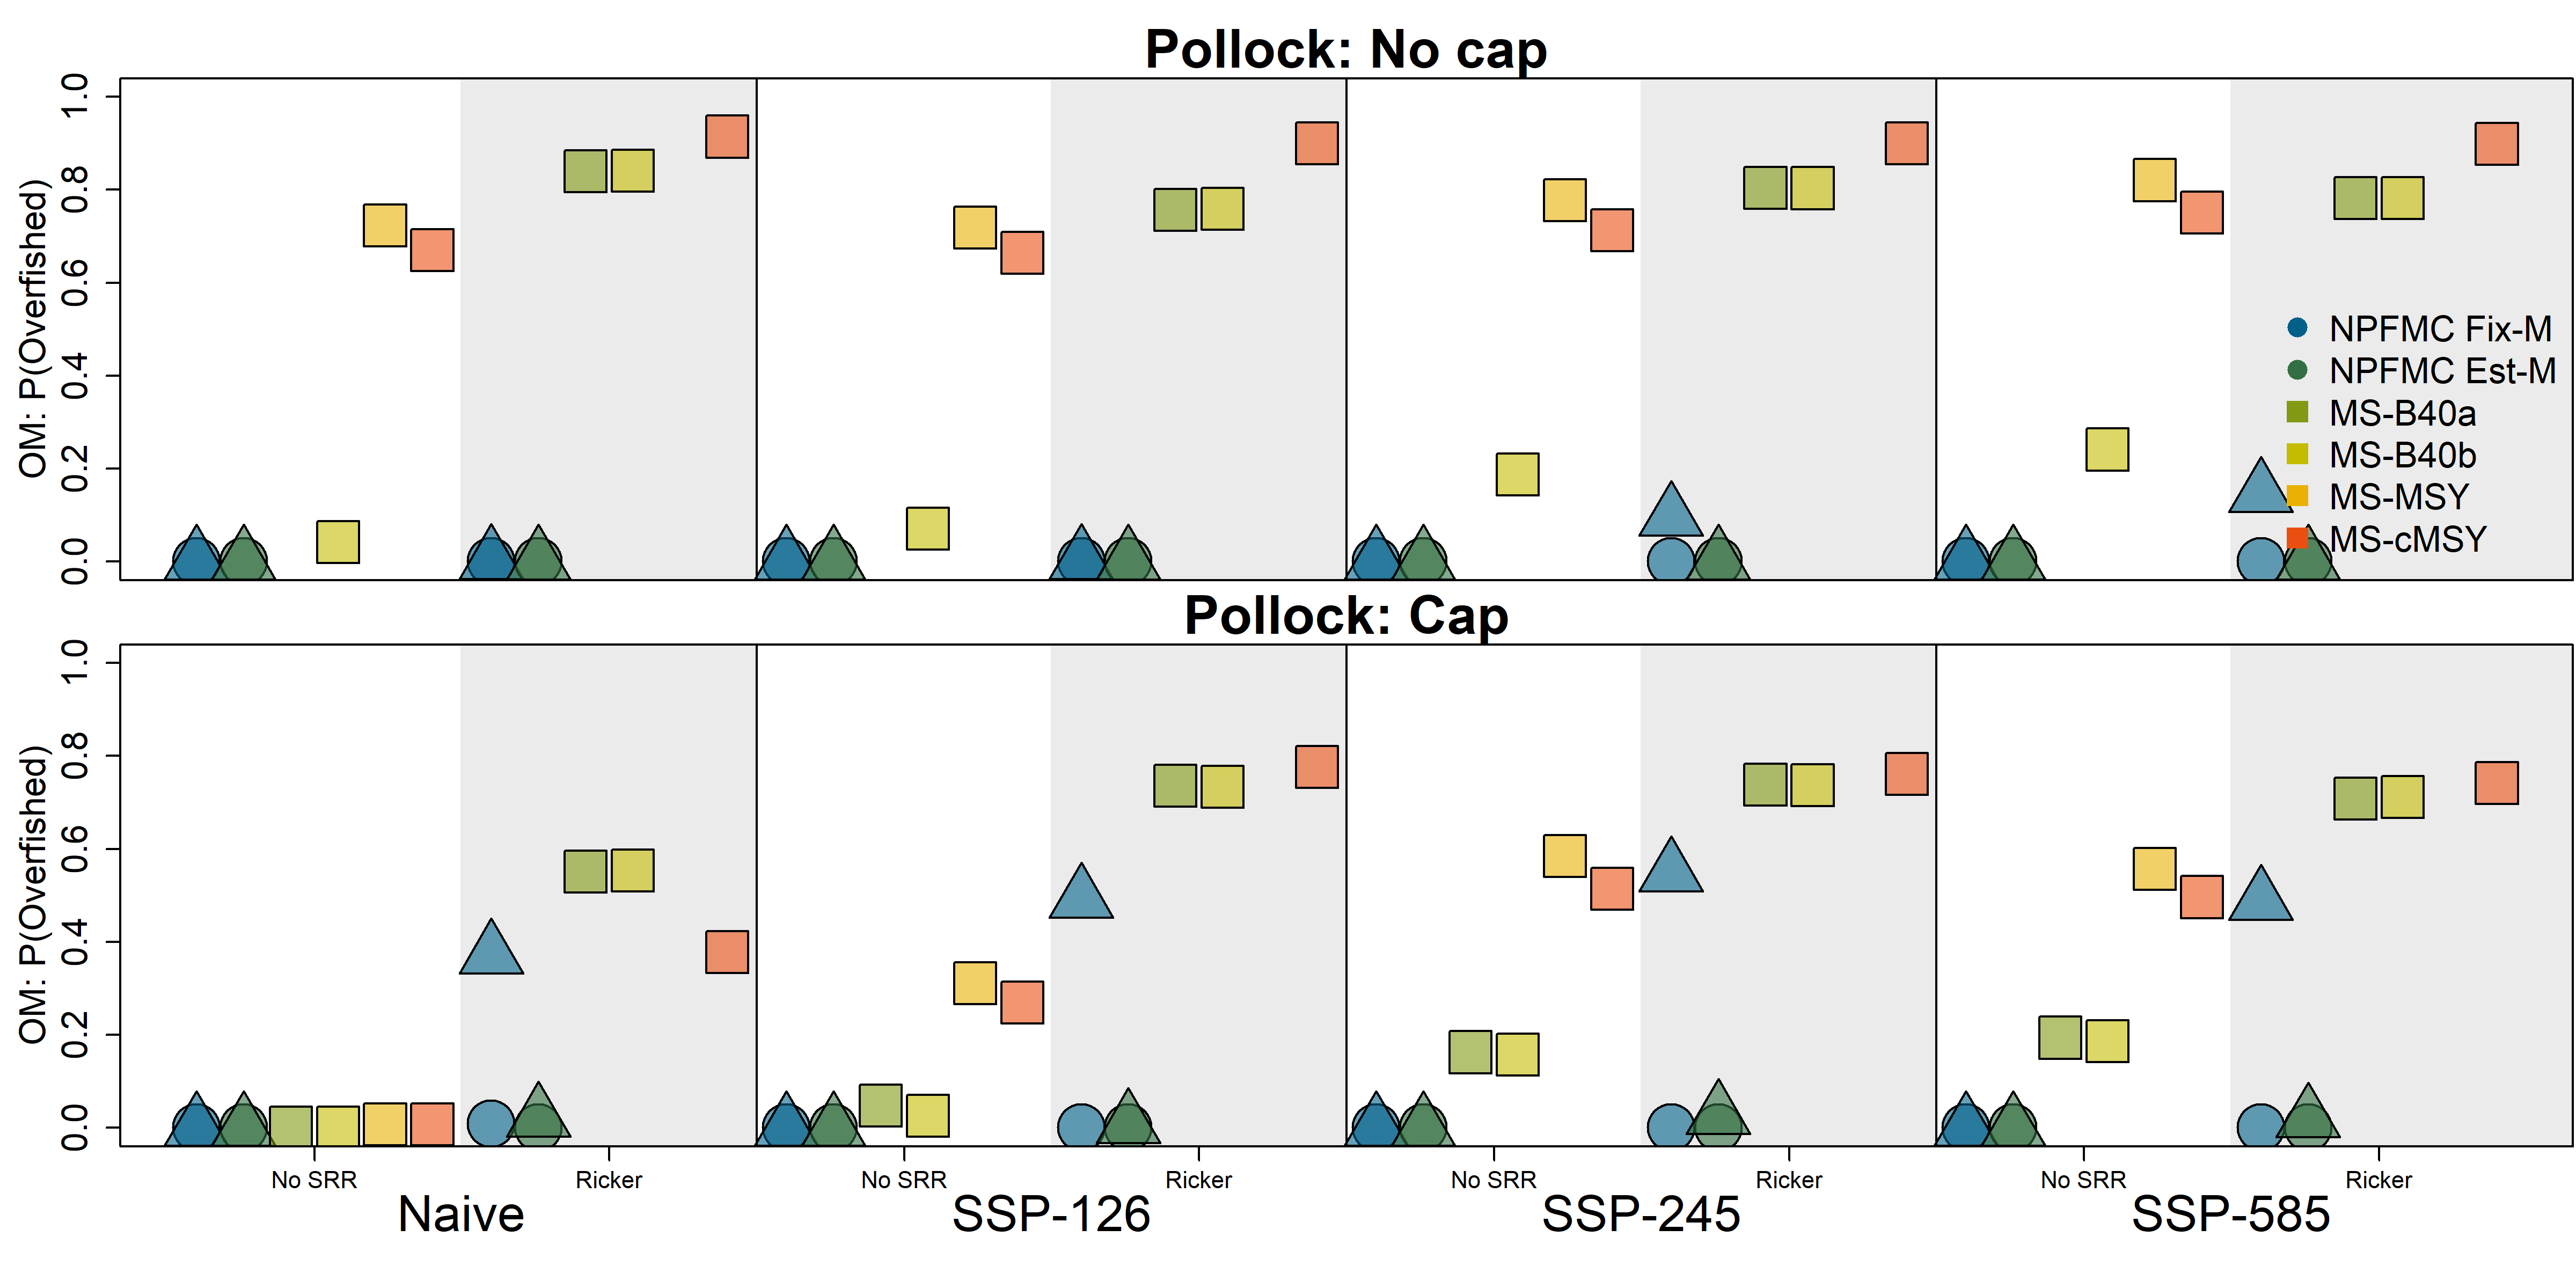 Pollock: No cap
OM: P(Overfished)
1.0
0.8
0.6
0.4
0.2
0.0
NPFMC Fix-M
NPFMC Est-M
MS-B40a
MS-B40b
MS-MSY
MS-cMSY
Pollock: Cap
OM: P(Overfished)
1.0
0.8
0.6
0.4
0.2
0.0
No SRR Ricker No SRR Ricker No SRR Ricker No SRR Ricker
Naive SSP-126 SSP-245 SSP-585